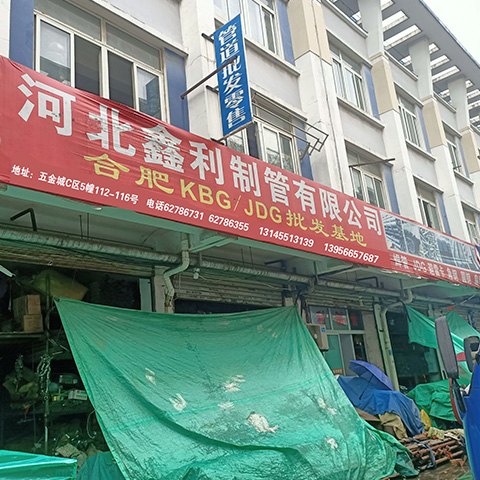 管道批发零售
河北鑫利制管有限公司
合肥KBG/JDG批发基地
地址：五金城C区5幢112-116号 电话62786731 62786355 13145513139 13956657687